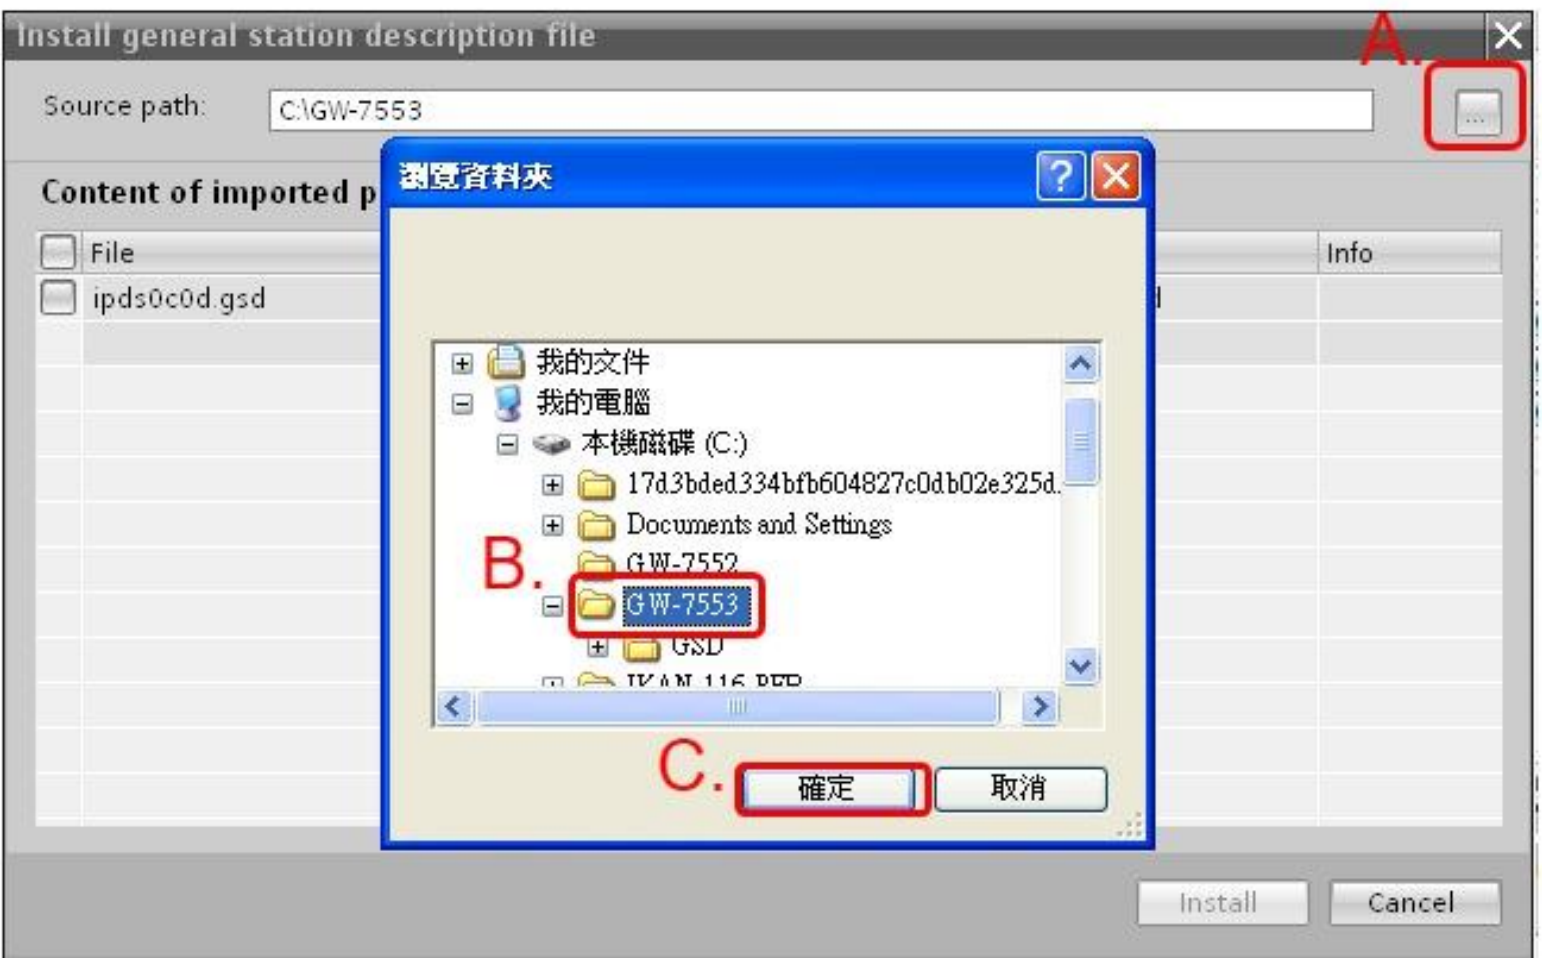 Install general station description file
A.
Source path:
C:\GW-7553
...
瀏覽資料夾
Content of imported p
File
Info
ipds0c0d.gsd
我的文件
我的電腦
本機磁碟 (C:)
17d3bded334bfb604827c0db02e325d.
Documents and Settings
B.
GW-7552
GW-7553
GSD
C.
確定
取消
Install
Cancel